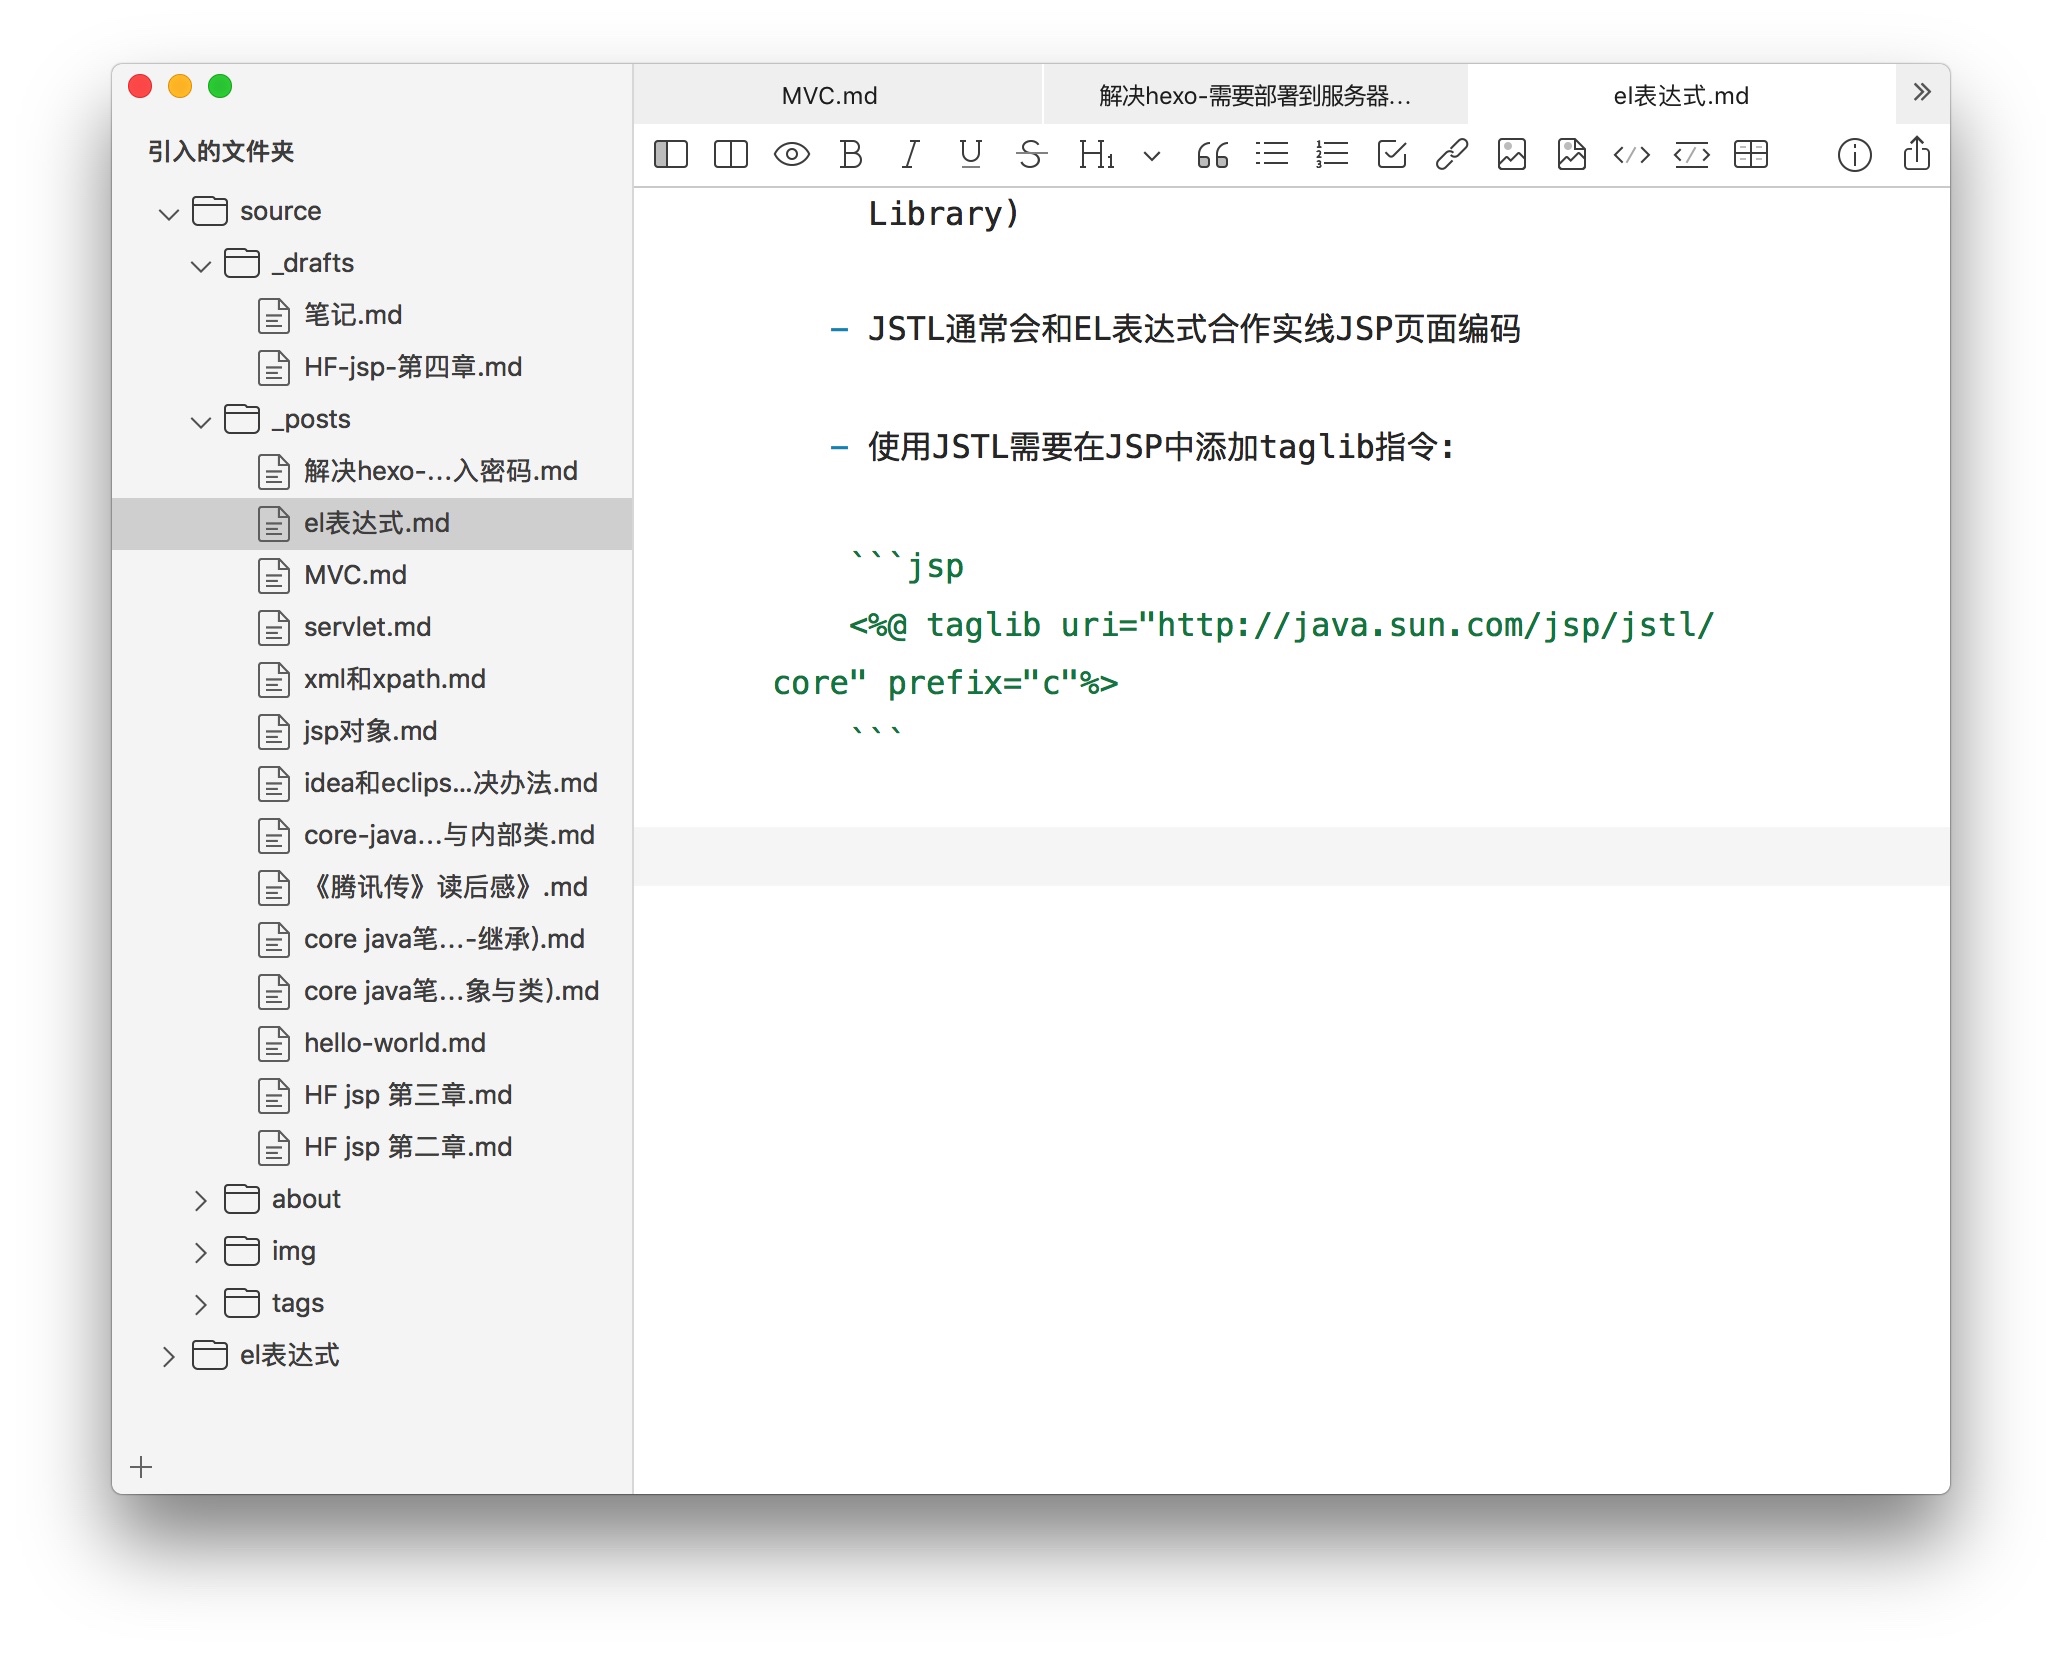 引入的文件夹
source
_drafts
笔记.md
HF-jsp-第四章.md
_posts
解决hexo-...入密码.md
el表达式.md
MVC.md
servlet.md
xml和xpath.md
jsp对象.md
idea和eclips...决办法.md
core-java...与内部类.md
《腾讯传》读后感》.md
core java笔...-继承).md
core java笔...象与类).md
hello-world.md
HF jsp 第三章.md
HF jsp 第二章.md
about
img
tags
el表达式
MVC.md
解决hexo-需要部署到服务器...
el表达式.md
Library)
- JSTL通常会和EL表达式合作实线JSP页面编码
- 使用JSTL需要在JSP中添加taglib指令:
```jsp
<%@ taglib uri="http://java.sun.com/jsp/jstl/
core" prefix="c"%>
```